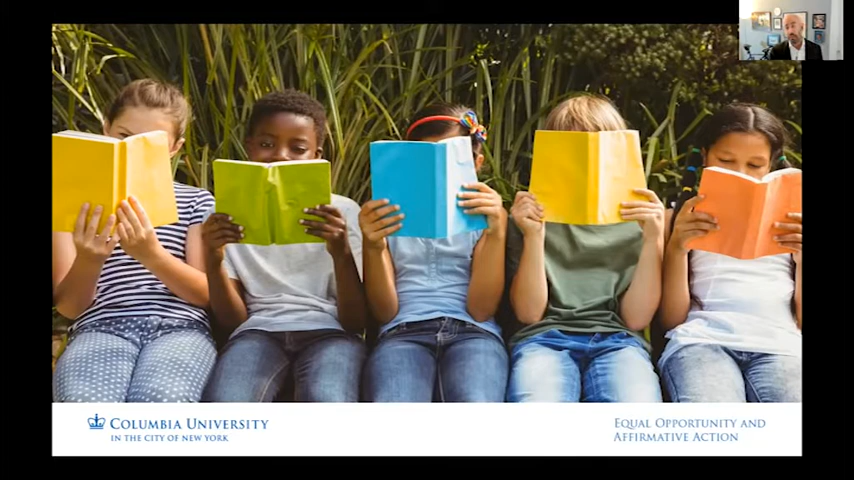 COLUMBIA UNIVERSITY
IN THE CITY OF NEW YORK
EQUAL OPPORTUNITY AND
AFFIRMATIVE ACTION